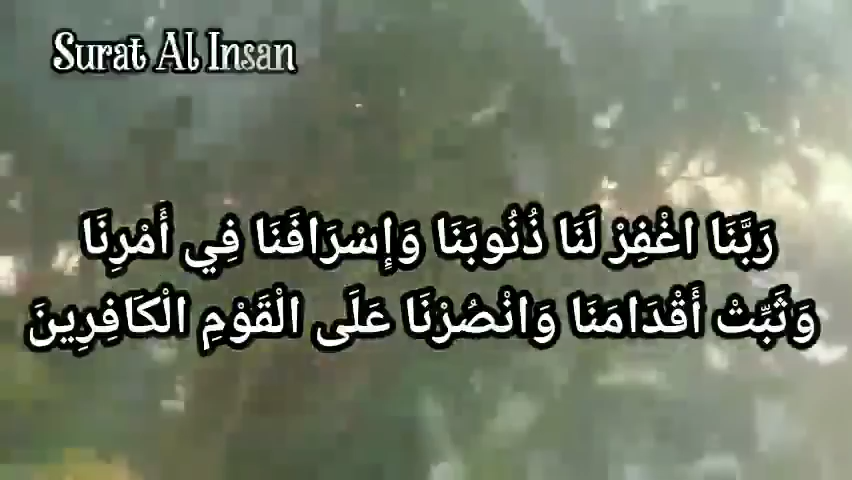 Surat Al Insan
رَبَّنَا اغْفِرْ لَنَا ذُنُوبَنَا وَإِسْرَافَنَا فِي أَمْرِنَا
وَثَبِّتْ أَقْدَامَنَا وَانْصُرْنَا عَلَى الْقَوْمِ الْكَافِرِينَ